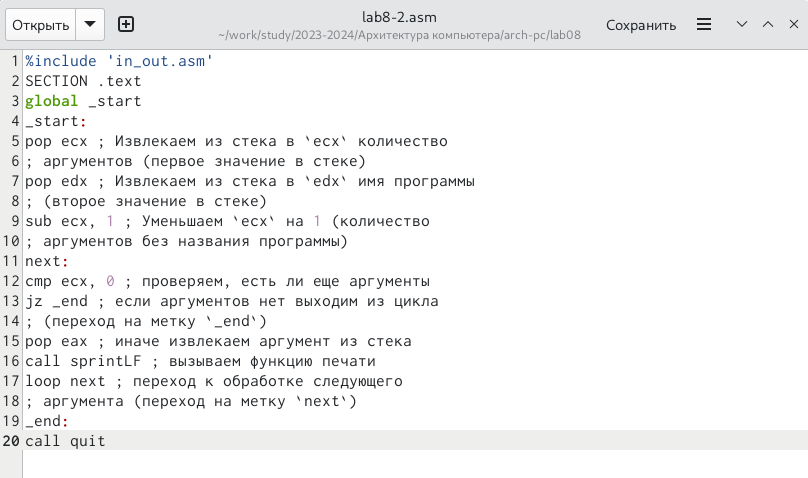 Открыть
lab8-2.asm
~/work/study/2023-2024/Архитектура компьютера/arch-pc/lab08
Сохранить
1 %include 'in_out.asm'
2 SECTION .text
3 global _start
4 _start:
5 pop ecx ; Извлекаем из стека в `ecx` количество
6 ; аргументов (первое значение в стеке)
7 pop edx ; Извлекаем из стека в `edx` имя программы
8 ; (второе значение в стеке)
9 sub ecx, 1 ; Уменьшаем `ecx` на 1 (количество
10 ; аргументов без названия программы)
11 next:
12 cmp ecx, 0 ; проверяем, есть ли еще аргументы
13 jz _end ; если аргументов нет выходим из цикла
14 ; (переход на метку `_end`)
15 pop eax ; иначе извлекаем аргумент из стека
16 call sprintLF ; вызываем функцию печати
17 loop next ; переход к обработке следующего
18 ; аргумента (переход на метку `next`)
19 _end:
20 call quit